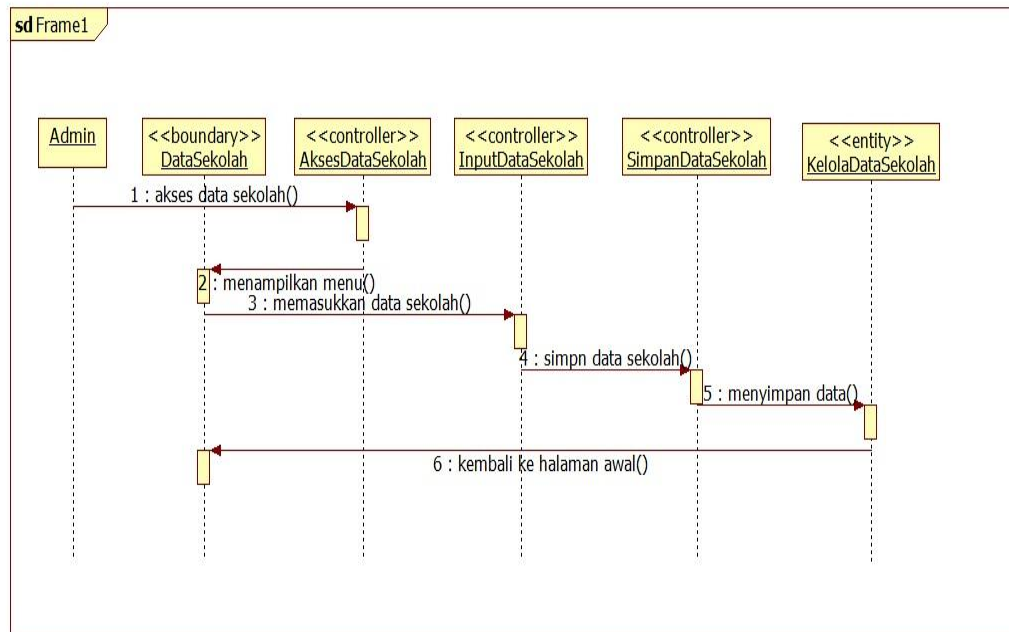 sd Frame1
Admin
<<boundary>>
DataSekolah
<<controller>>
AksesDataSekolah
<<controller>>
InputDataSekolah
<<controller>>
SimpanDataSekolah
<<entity>>
KelolaDataSekolah
1 : akses data sekolah()
2 : menampilkan menu()
3 : memasukkan data sekolah()
4 : simpn data sekolah()
5 : menyimpan data()
6 : kembali ke halaman awal()